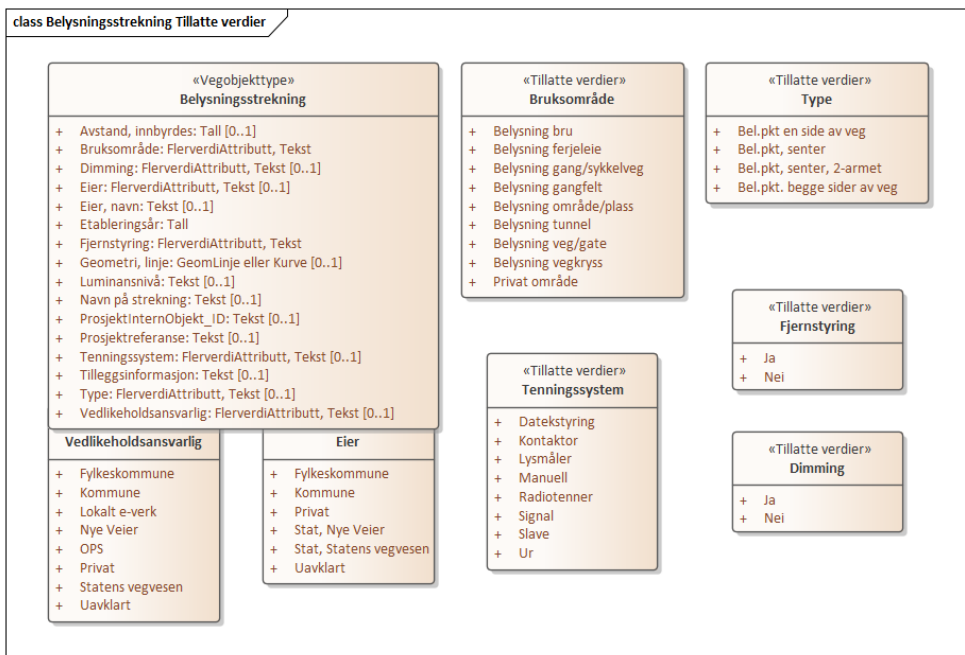 class Belysningsstrekning Tillatte verdier
«Vegobjekttype»
Belysningsstrekning
+ Avstand, innbyrdes: Tall [0..1]
+ Bruksområde: FlerverdiAttributt, Tekst
+ Dimming: FlerverdiAttributt, Tekst [0..1]
+ Eier: FlerverdiAttributt, Tekst [0..1]
+ Eier, navn: Tekst [0..1]
+ Etableringsår: Tall
+ Fjernstyring: FlerverdiAttributt, Tekst
+ Geometri, linje: GeomLinje eller Kurve [0..1]
+ Luminansnivå: Tekst [0..1]
+ Navn på strekning: Tekst [0..1]
+ ProsjektInternObjekt_ID: Tekst [0..1]
+ Prosjektreferanse: Tekst [0..1]
+ Tenningssystem: FlerverdiAttributt, Tekst [0..1]
+ Tilleggsinformasjon: Tekst [0..1]
+ Type: FlerverdiAttributt, Tekst [0..1]
+ Vedlikeholdsansvarlig: FlerverdiAttributt, Tekst [0..1]
«Tillatte verdier»
Bruksområde
+ Belysning bru
+ Belysning ferjeleie
+ Belysning gang/sykkelveg
+ Belysning gangfelt
+ Belysning område/plass
+ Belysning tunnel
+ Belysning veg/gate
+ Belysning vegkryss
+ Privat område
«Tillatte verdier»
Type
+ Bel.pkt en side av veg
+ Bel.pkt, senter
+ Bel.pkt, senter, 2-armet
+ Bel.pkt. begge sider av veg
«Tillatte verdier»
Fjernstyring
+ Ja
+ Nei
«Tillatte verdier»
Tenningssystem
+ Datekstyring
+ Kontaktor
+ Lysmåler
+ Manuell
+ Radiotenner
+ Signal
+ Slave
+ Ur
«Tillatte verdier»
Dimming
+ Ja
+ Nei
Vedlikeholdsansvarlig
+ Fylkeskommune
+ Kommune
+ Lokalt e-verk
+ Nye Veier
+ OPS
+ Privat
+ Statens vegvesen
+ Uavklart
Eier
+ Fylkeskommune
+ Kommune
+ Privat
+ Stat, Nye Veier
+ Stat, Statens vegvesen
+ Uavklart